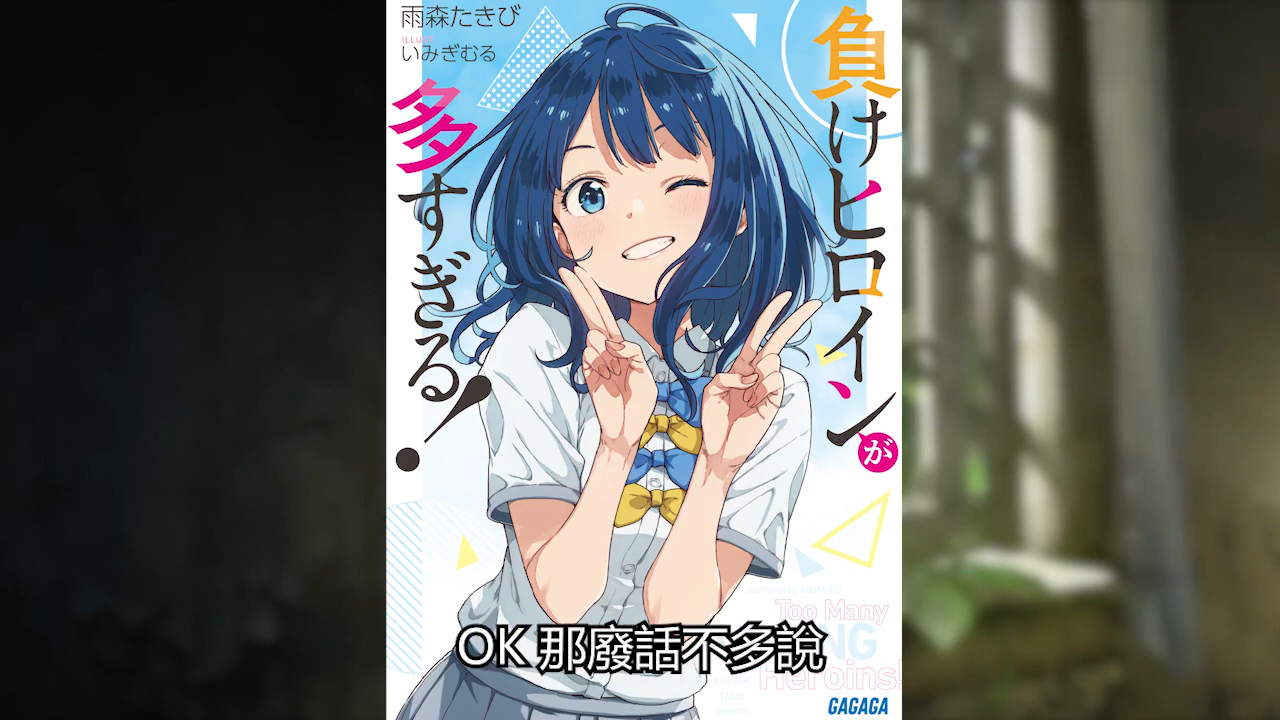 雨森たきび
ILLUST.
いみぎむる
負けヒロインが
多すぎる!
Too Many
NG
Heroins!
OK 那廢話不多說
GAGAGA